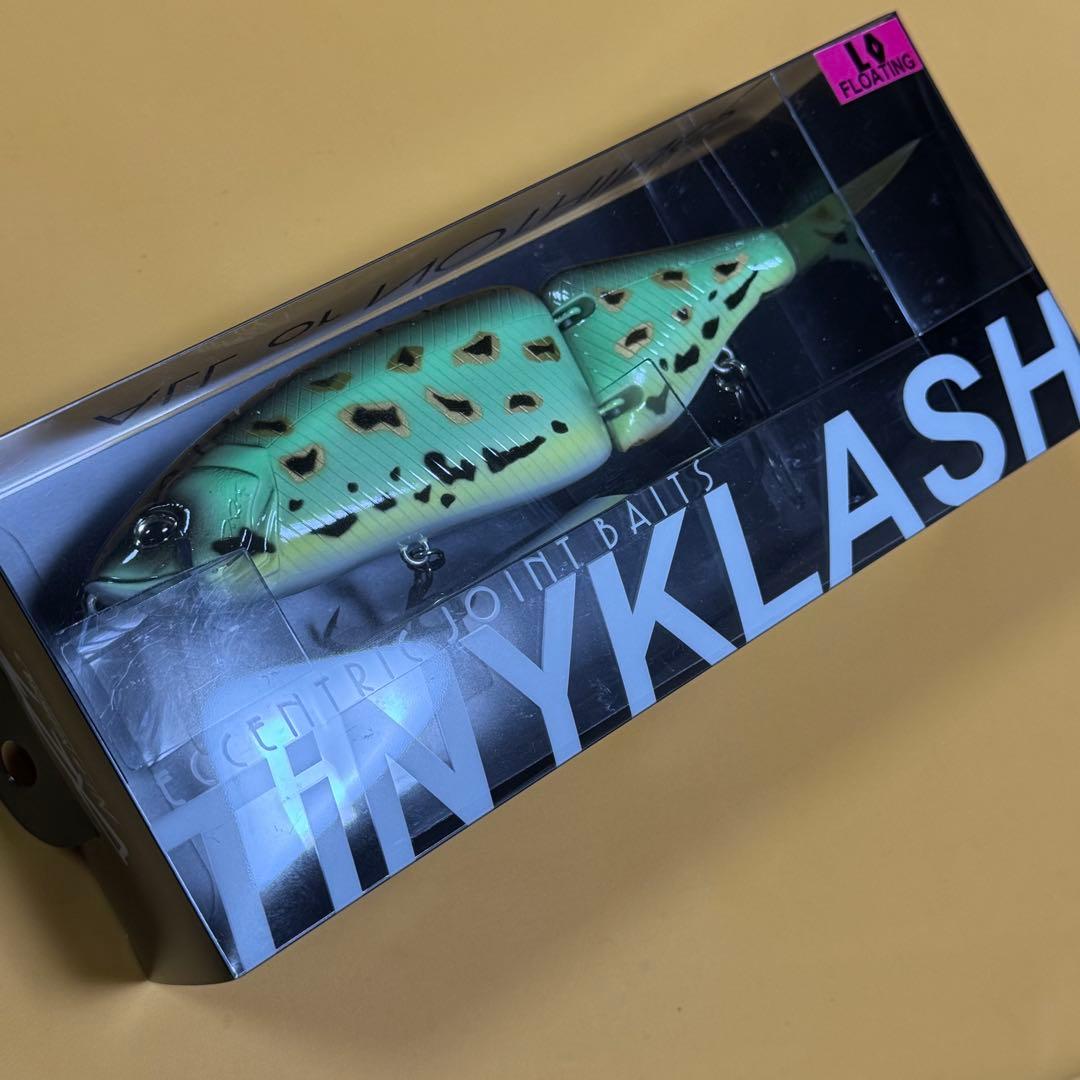 LO
FLOATING
ECCENTRIC JOINT BAITS
TINYKLASH